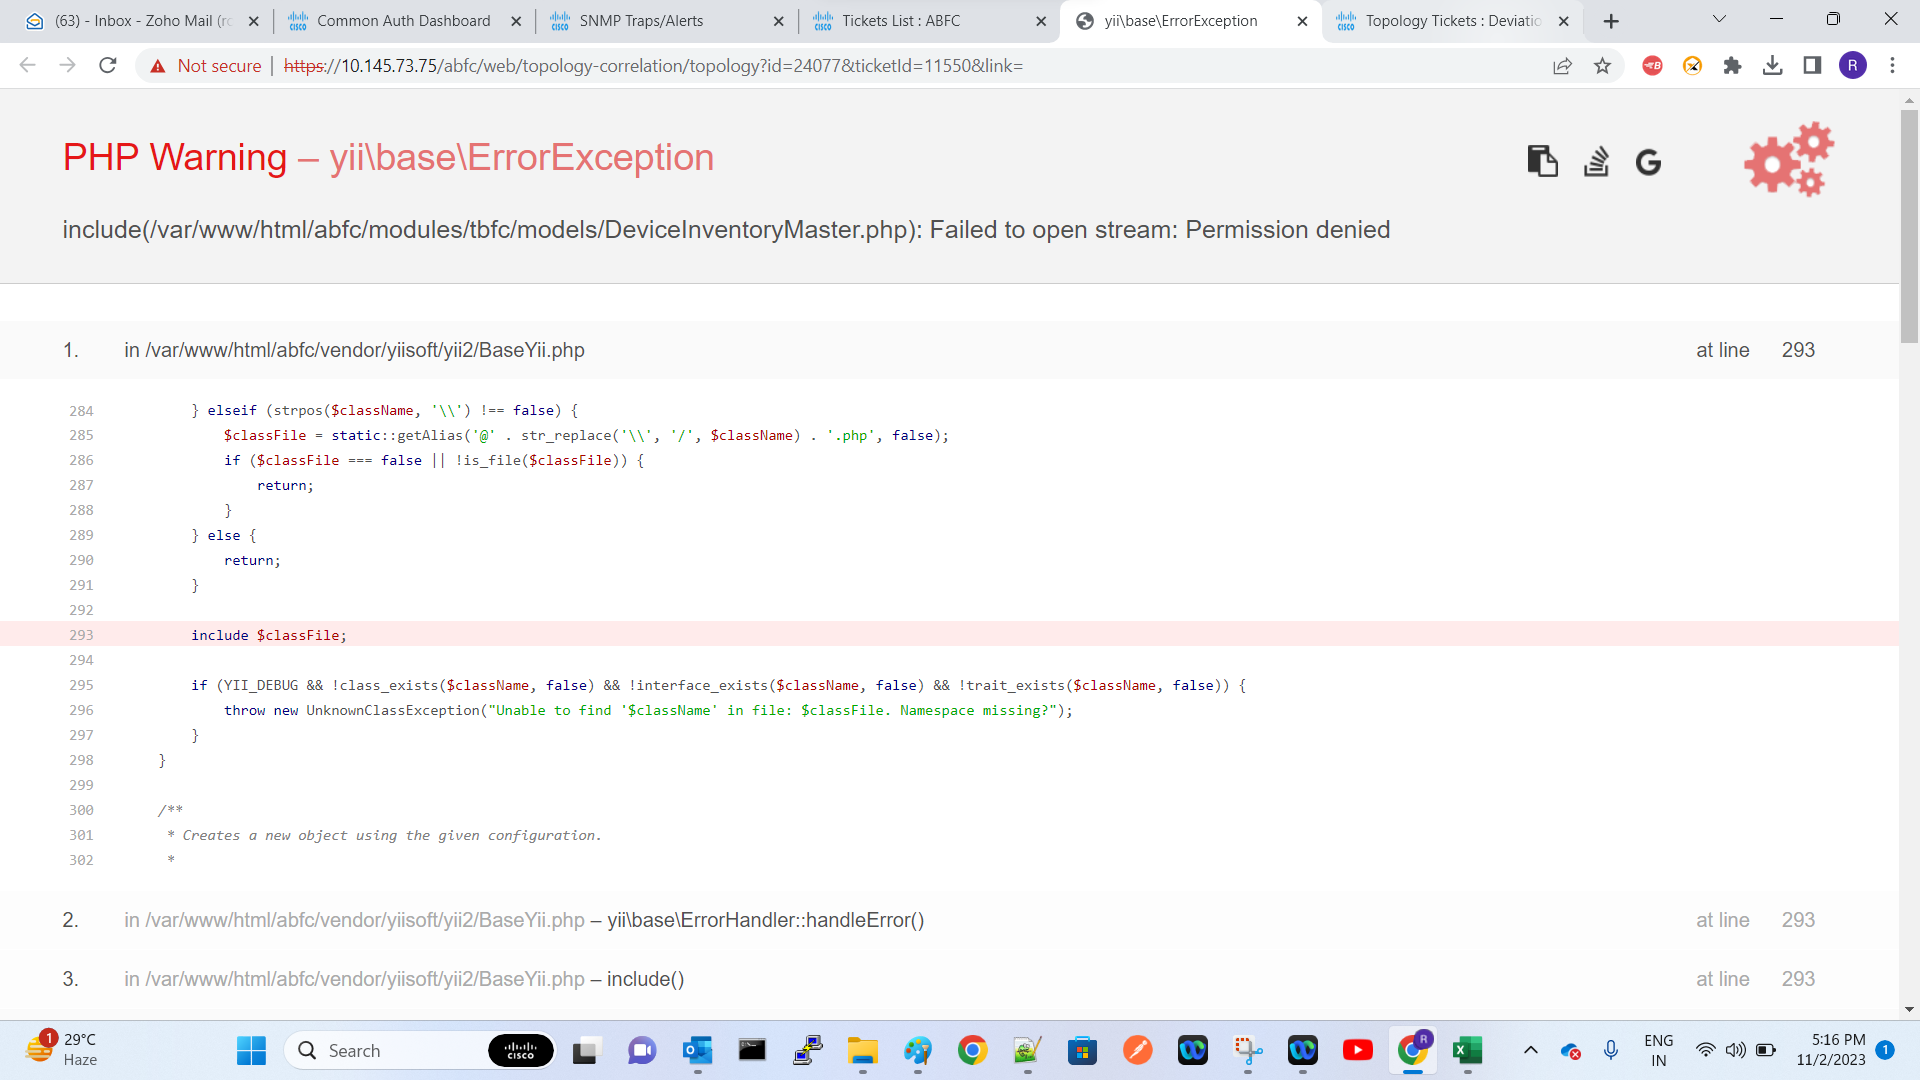 (63) - Inbox - Zoho Mail (ro
Common Auth Dashboard
SNMP Traps/Alerts
Tickets List : ABFC
yii\base\ErrorException
Topology Tickets : Deviatio
Not secure
https://10.145.73.75/abfc/web/topology-correlation/topology?id=24077&ticketId=11550&link=
R
PHP Warning – yii\base\ErrorException
include(/var/www/html/abfc/modules/tbfc/models/DeviceInventoryMaster.php): Failed to open stream: Permission denied
1. in /var/www/html/abfc/vendor/yiisoft/yii2/BaseYii.php at line 293
284 } elseif (strpos($className, '\\') !== false) {
285 $classFile = static::getAlias('@' . str_replace('\\', '/', $className) . '.php', false);
286 if ($classFile === false || !is_file($classFile)) {
287 return;
288 }
289 } else {
290 return;
291 }
292
293 include $classFile;
294
295 if (YII_DEBUG && !class_exists($className, false) && !interface_exists($className, false) && !trait_exists($className, false)) {
296 throw new UnknownClassException("Unable to find '$className' in file: $classFile. Namespace missing?");
297 }
298 }
299
300 /**
301 * Creates a new object using the given configuration.
302 *
2. in /var/www/html/abfc/vendor/yiisoft/yii2/BaseYii.php – yii\base\ErrorHandler::handleError() at line 293
3. in /var/www/html/abfc/vendor/yiisoft/yii2/BaseYii.php – include() at line 293
1
29°C
Haze
Search
CISCO
R
ENG
IN
5:16 PM
11/2/2023
1